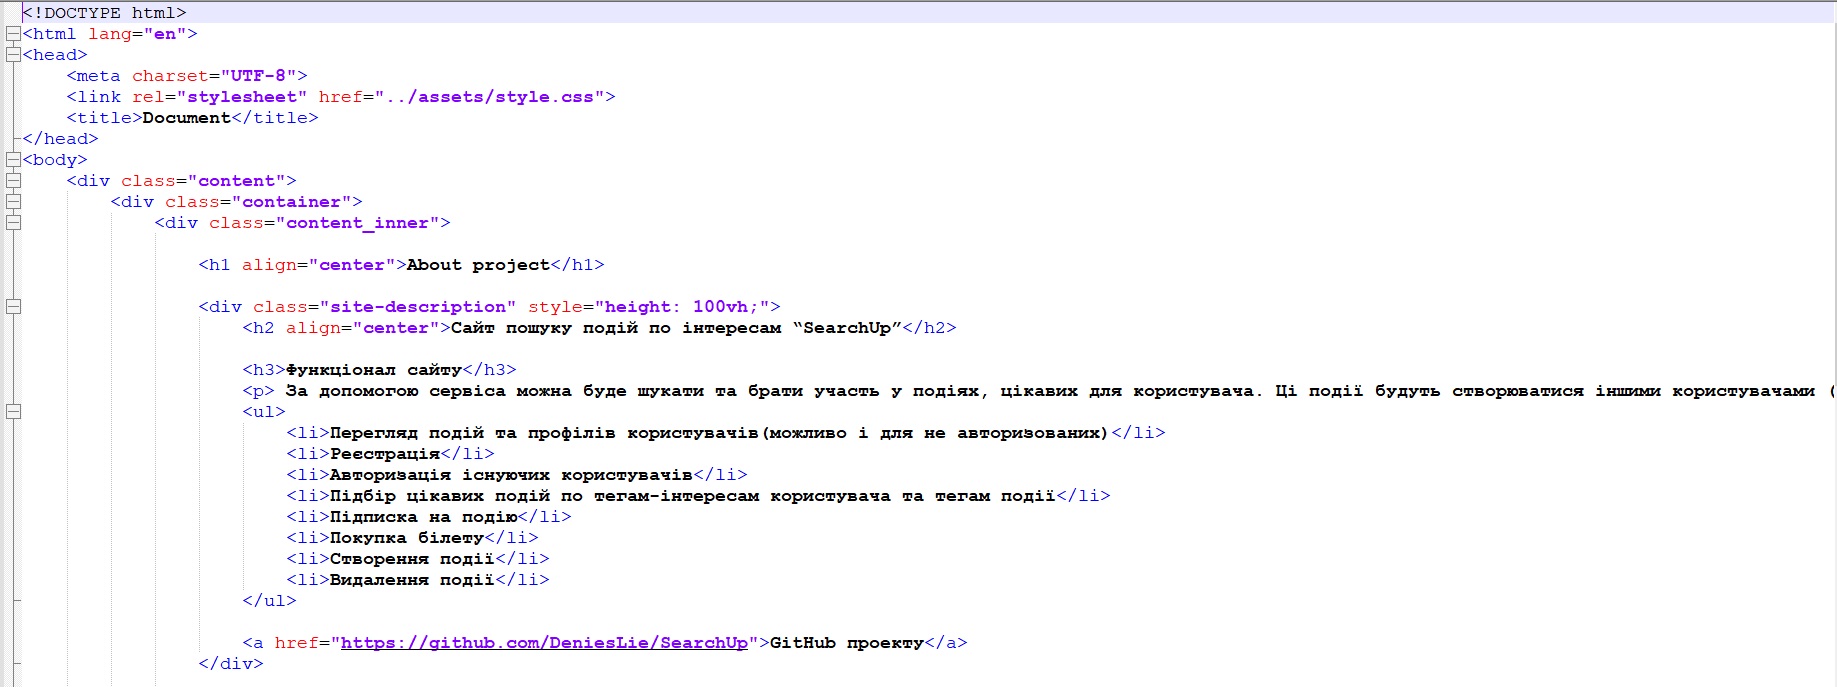 <!DOCTYPE html>
<html lang="en">
<head>
<meta charset="UTF-8">
<link rel="stylesheet" href="../assets/style.css">
<title>Document</title>
</head>
<body>
<div class="content">
<div class="container">
<div class="content_inner">
<h1 align="center">About project</h1>
<div class="site-description" style="height: 100vh;">
<h2 align="center">Сайт пошуку подій по інтересам “SearchUp”</h2>
<h3>Функціонал сайту</h3>
<p> За допомогою сервіса можна буде шукати та брати участь у подіях, цікавих для користувача. Ці події будуть створюватися іншими користувачами (
<ul>
<li>Перегляд подій та профілів користувачів(можливо і для не авторизованих)</li>
<li>Реєстрація</li>
<li>Авторизація існуючих користувачів</li>
<li>Підбір цікавих подій по тегам-інтересам користувача та тегам події</li>
<li>Підписка на подію</li>
<li>Покупка білету</li>
<li>Створення події</li>
<li>Видалення події</li>
</ul>
<a href="https://github.com/DeniesLie/SearchUp">GitHub проекту</a>
</div>